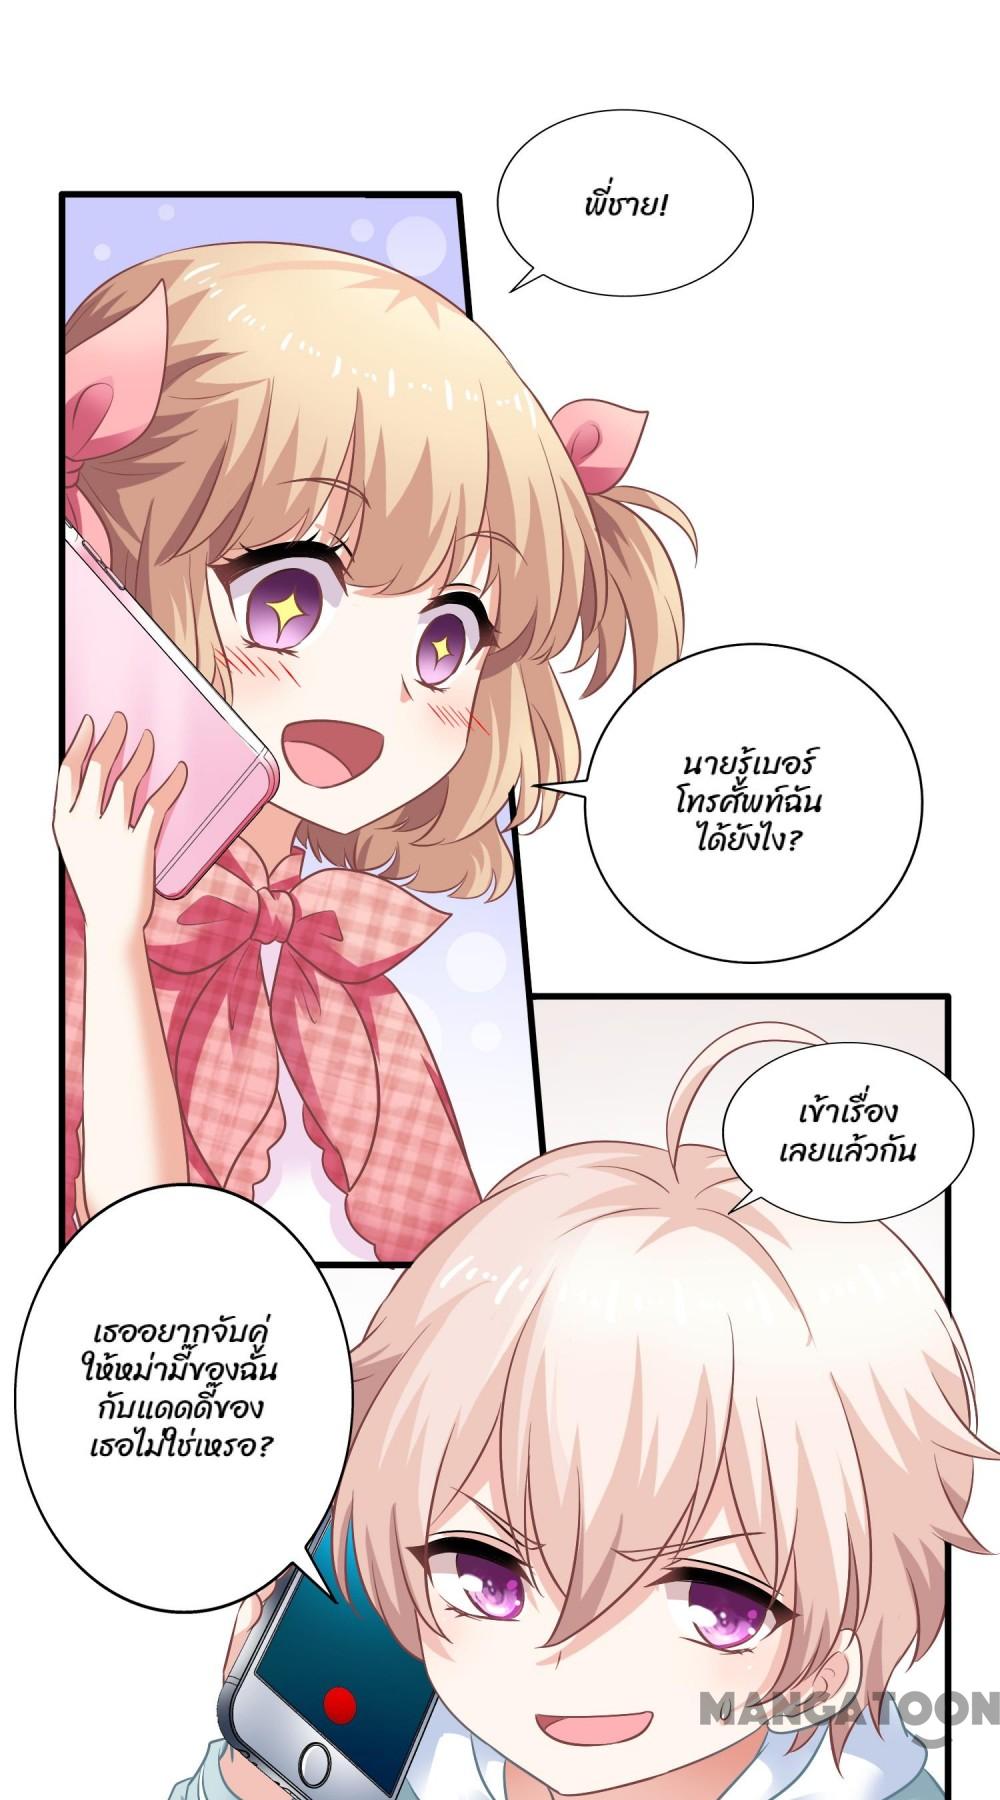 พี่ชาย!
นายรู้เบอร์
โทรศัพท์ฉัน
ได้ยังไง?
เข้าเรื่อง
เลยแล้วกัน
เธออยากจับคู่
ให้หม่ามี๊ของฉัน
กับแดดดี๊ของ
เธอไม่ใช่เหรอ?
MANGATOON